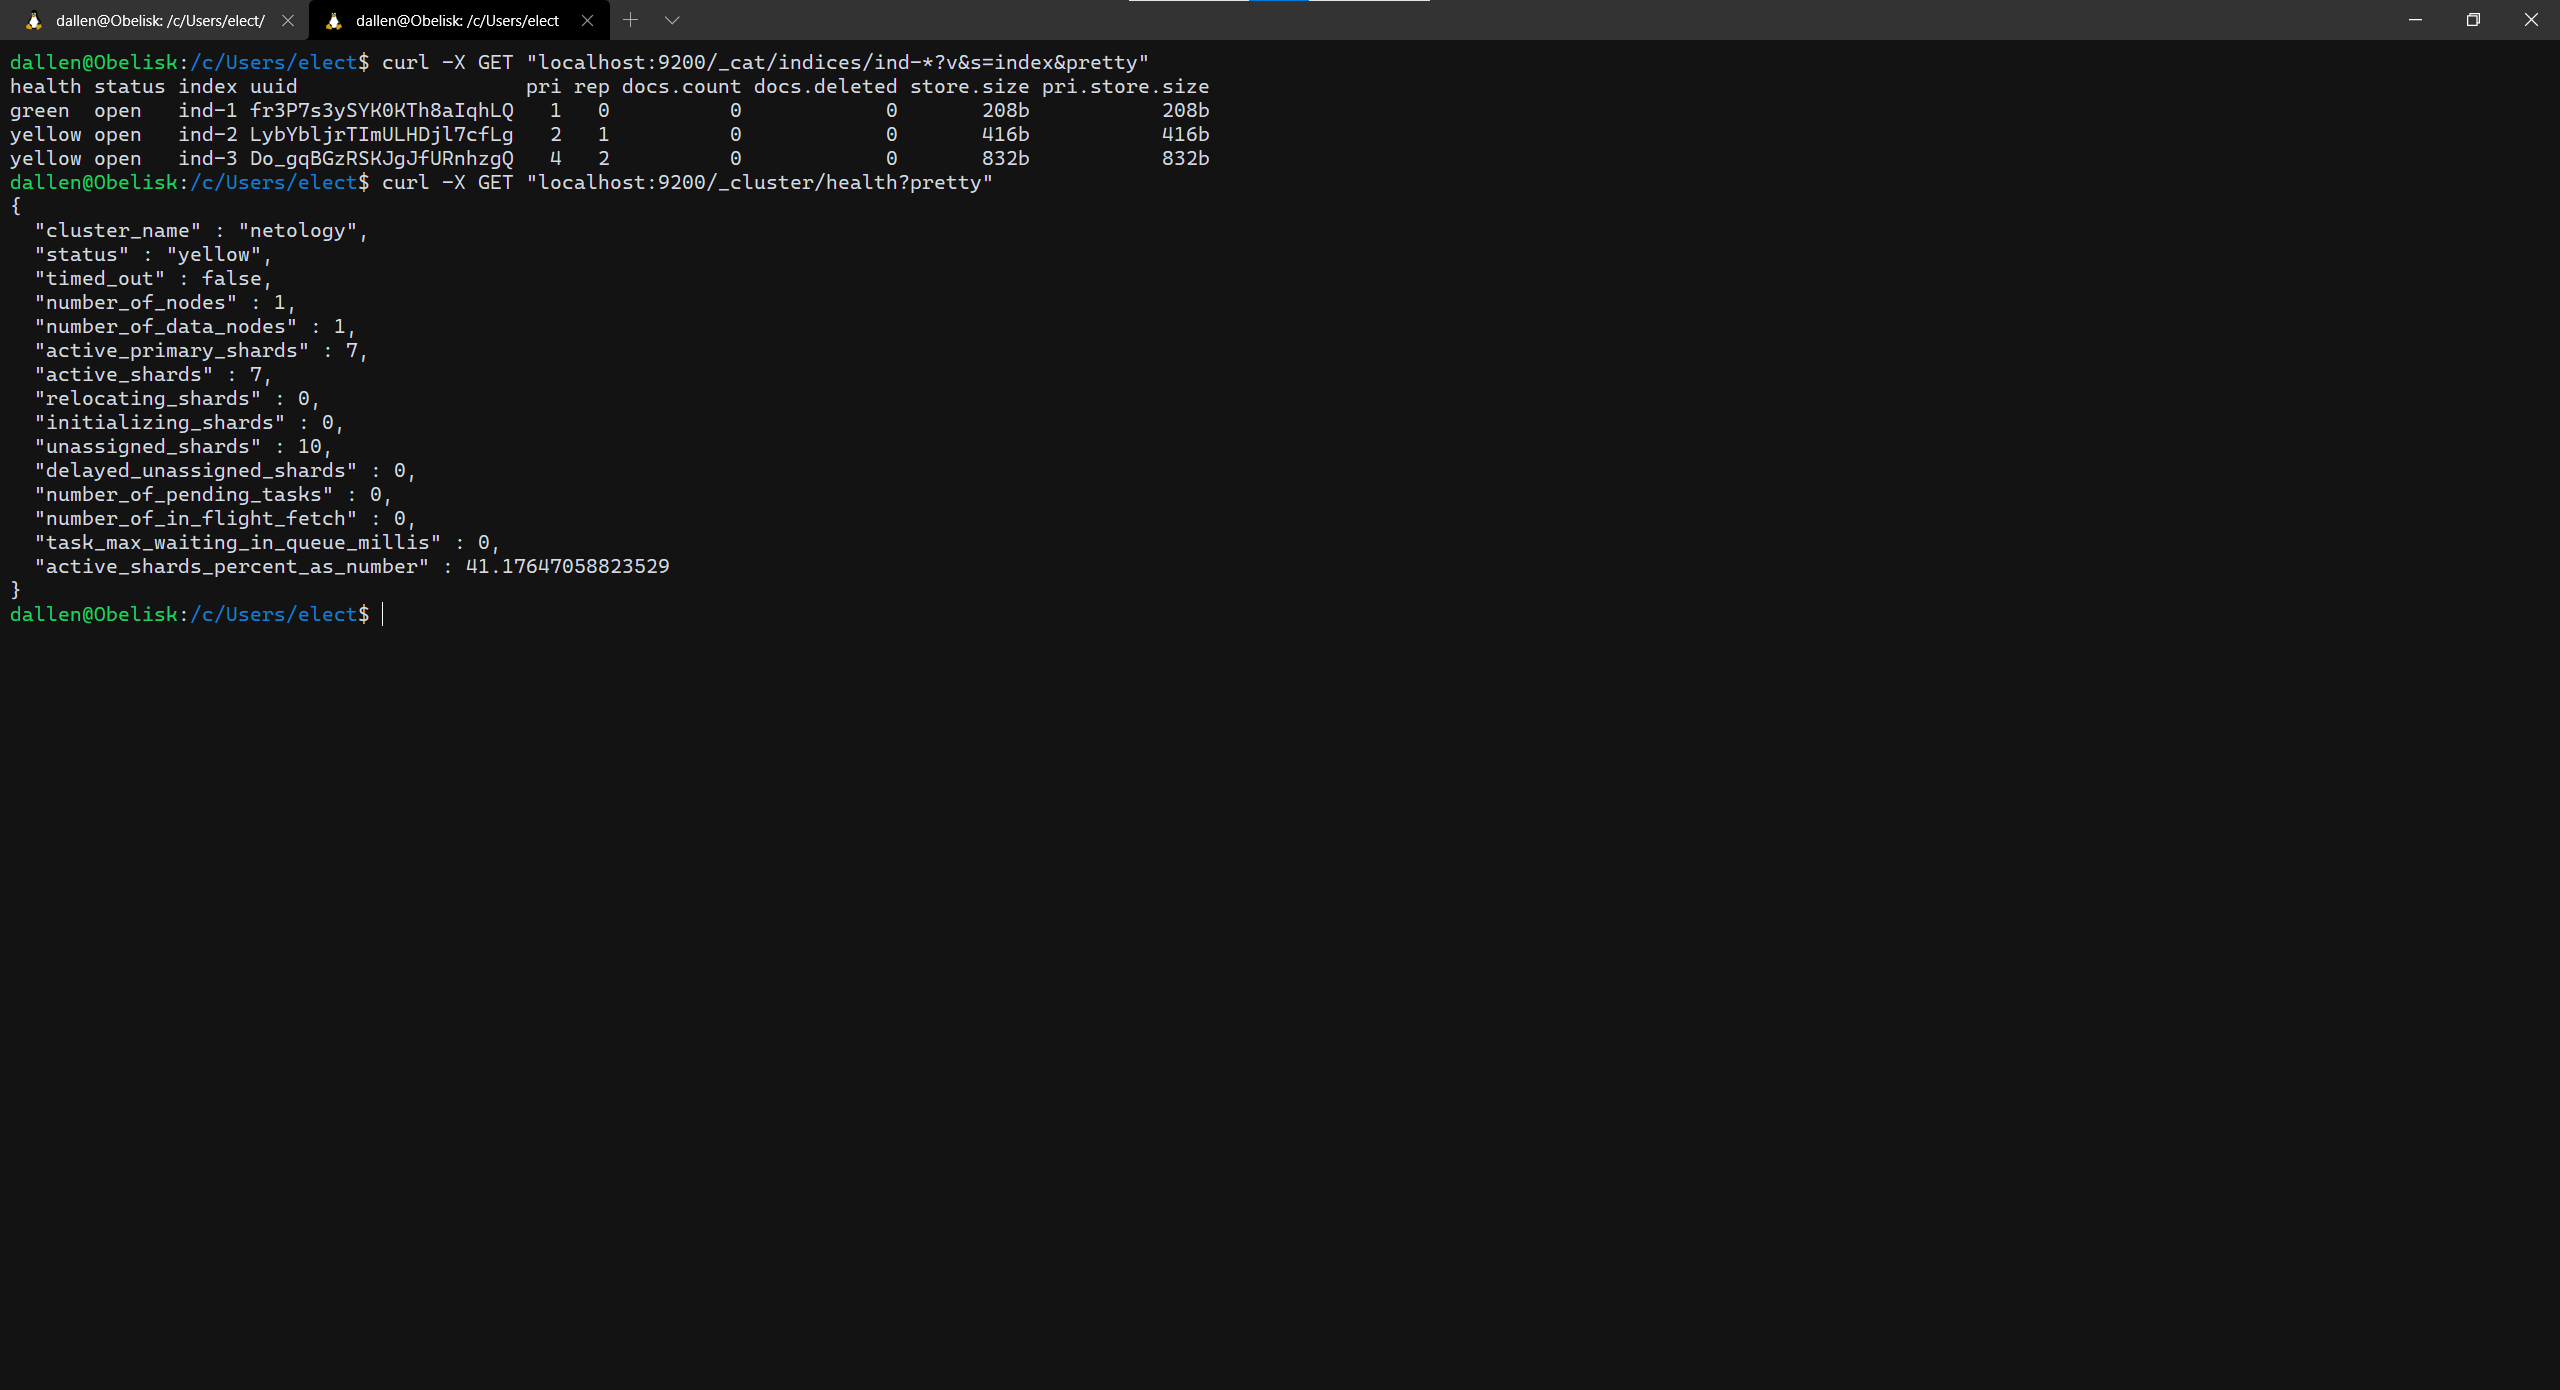 dallen@Obelisk: /c/Users/elect/
dallen@Obelisk: /c/Users/elect
dallen@Obelisk:/c/Users/elect$ curl -X GET "localhost:9200/_cat/indices/ind-*?v&s=index&pretty"
health status index uuid                   pri rep docs.count docs.deleted store.size pri.store.size
green  open   ind-1 fr3P7s3ySYK0KTh8aIqhLQ   1   0          0            0       208b           208b
yellow open   ind-2 LybYbljrTImULHDjl7cfLg   2   1          0            0       416b           416b
yellow open   ind-3 Do_gqBGzRSKJgJfURnhzgQ   4   2          0            0       832b           832b
dallen@Obelisk:/c/Users/elect$ curl -X GET "localhost:9200/_cluster/health?pretty"
{
  "cluster_name" : "netology",
  "status" : "yellow",
  "timed_out" : false,
  "number_of_nodes" : 1,
  "number_of_data_nodes" : 1,
  "active_primary_shards" : 7,
  "active_shards" : 7,
  "relocating_shards" : 0,
  "initializing_shards" : 0,
  "unassigned_shards" : 10,
  "delayed_unassigned_shards" : 0,
  "number_of_pending_tasks" : 0,
  "number_of_in_flight_fetch" : 0,
  "task_max_waiting_in_queue_millis" : 0,
  "active_shards_percent_as_number" : 41.17647058823529
}
dallen@Obelisk:/c/Users/elect$